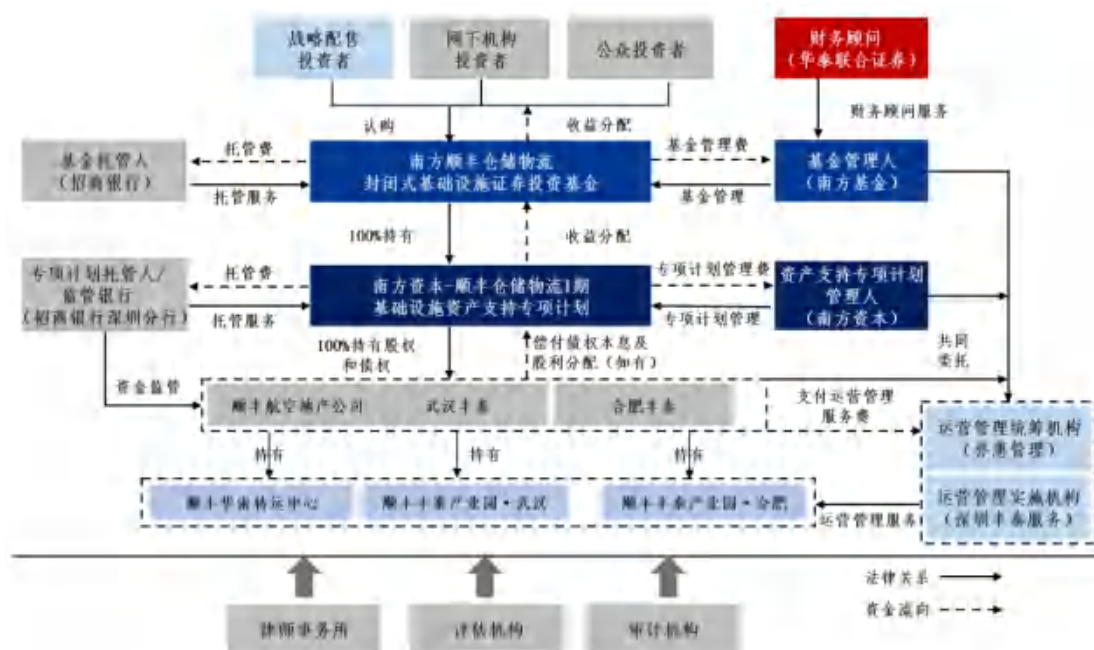 战略配售
投资者
网下机构
投资者
公众投资者
财务顾问
(华泰联合证券)
认购
收益分配
财务顾问服务
基金托管人
(招商银行)
托管费
托管服务
南方顺丰仓储物流
封闭式基础设施证券投资基金
基金管理费
基金管理
基金管理人
(南方基金)
100%持有
收益分配
专项计划托管人/
监管银行
(招商银行深圳分行)
托管费
托管服务
南方资本-顺丰仓储物流1期
基础设施资产支持专项计划
专项计划管理费
专项计划管理
资产支持专项计划
管理人
(南方资本)
100%持有股权
和债权
偿付债权本息及
股利分配(如有)
共同
委托
资金监管
顺丰航空地产公司
武汉丰泰
合肥丰泰
支付运营管理
服务费
持有
持有
持有
运营管理统筹机构
(普惠管理)
顺丰华南转运中心
顺丰丰泰产业园·武汉
顺丰丰泰产业园·合肥
运营管理服务
运营管理实施机构
(深圳丰泰服务)
法律关系
资金流向
律师事务所
评估机构
审计机构